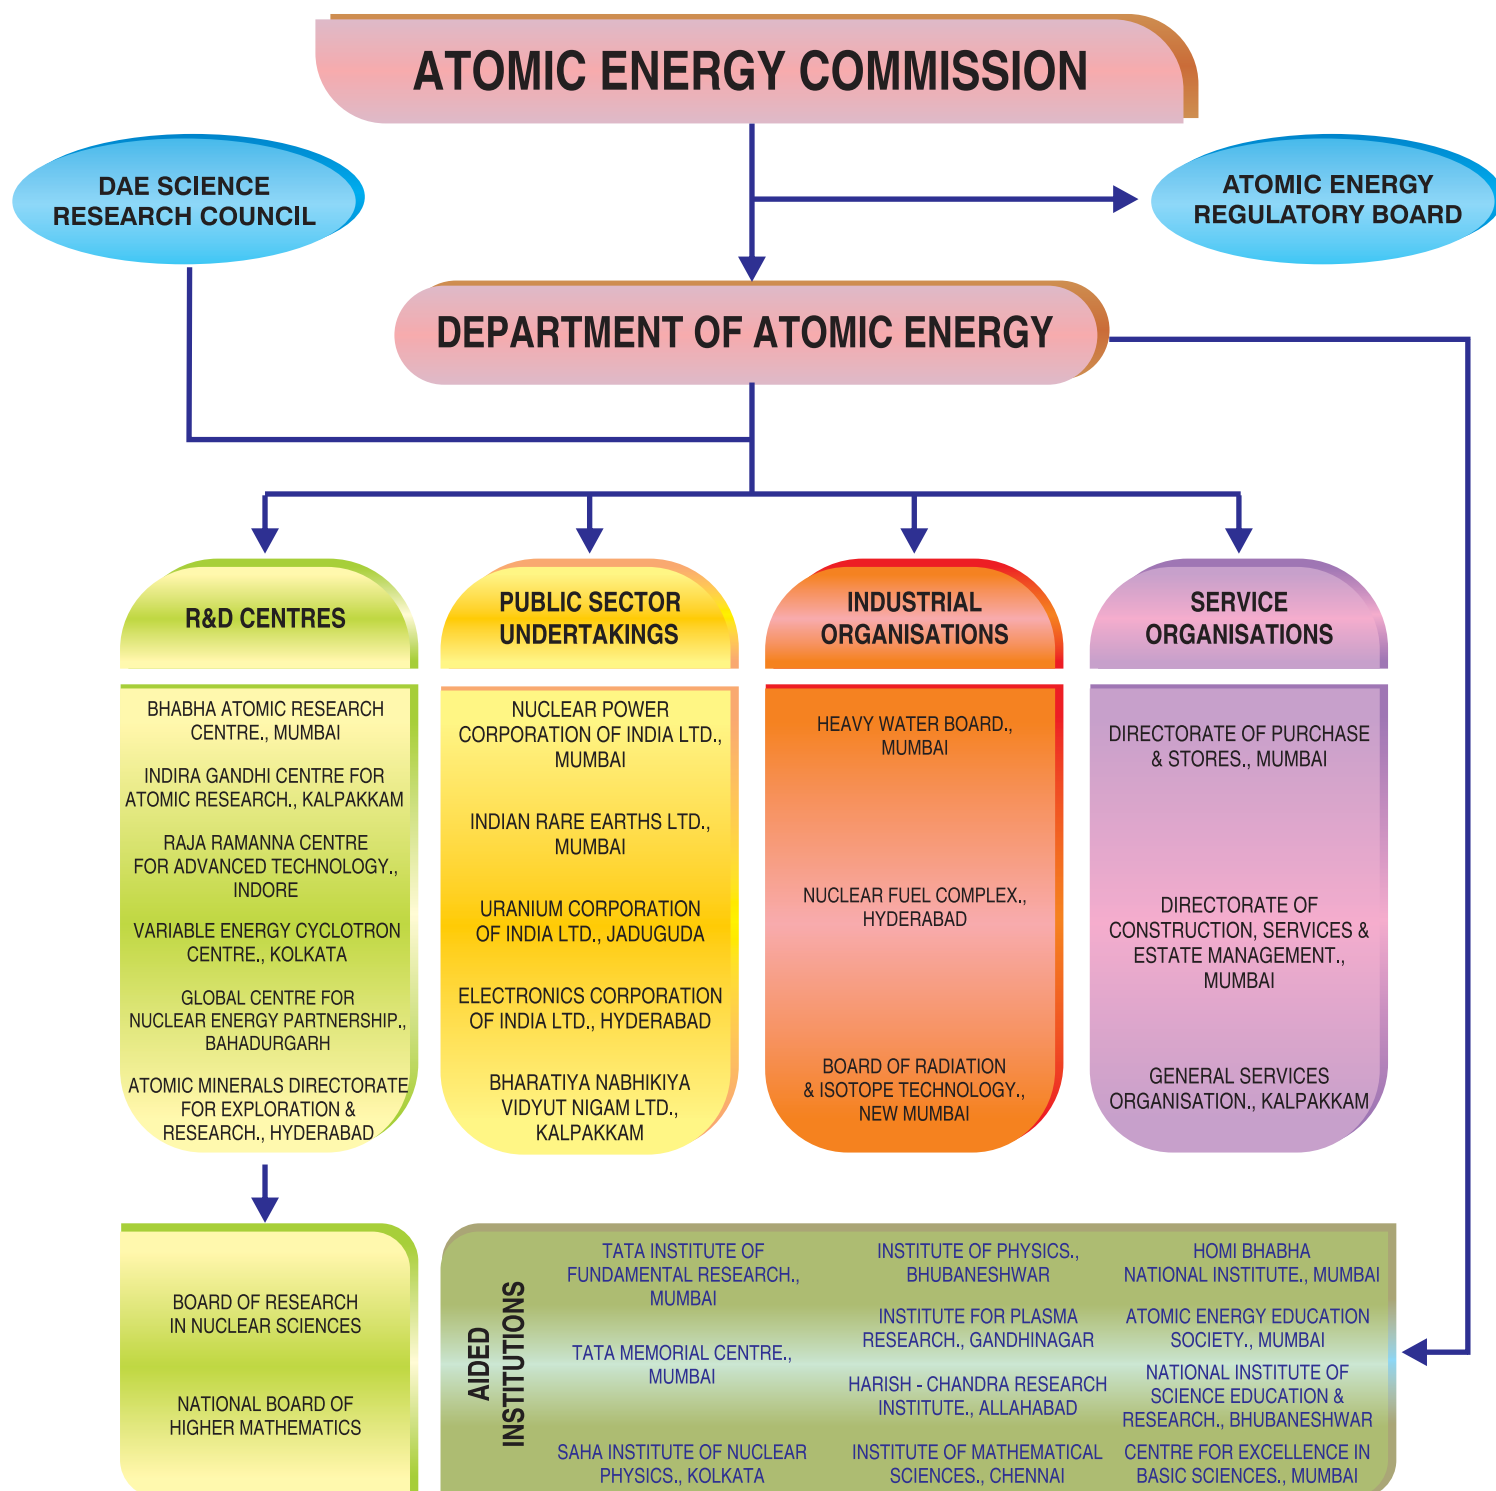 ATOMIC ENERGY COMMISSION
DAE SCIENCE
RESEARCH COUNCIL
ATOMIC ENERGY
REGULATORY BOARD
DEPARTMENT OF ATOMIC ENERGY
R&D CENTRES
BHABHA ATOMIC RESEARCH
CENTRE., MUMBAI
INDIRA GANDHI CENTRE FOR
ATOMIC RESEARCH., KALPAKKAM
RAJA RAMANNA CENTRE
FOR ADVANCED TECHNOLOGY.,
INDORE
VARIABLE ENERGY CYCLOTRON
CENTRE., KOLKATA
GLOBAL CENTRE FOR
NUCLEAR ENERGY PARTNERSHIP.,
BAHADURGARH
ATOMIC MINERALS DIRECTORATE
FOR EXPLORATION &
RESEARCH., HYDERABAD
PUBLIC SECTOR
UNDERTAKINGS
NUCLEAR POWER
CORPORATION OF INDIA LTD.,
MUMBAI
INDIAN RARE EARTHS LTD.,
MUMBAI
URANIUM CORPORATION
OF INDIA LTD., JADUGUDA
ELECTRONICS CORPORATION
OF INDIA LTD., HYDERABAD
BHARATIYA NABHIKIYA
VIDYUT NIGAM LTD.,
KALPAKKAM
INDUSTRIAL
ORGANISATIONS
HEAVY WATER BOARD.,
MUMBAI
NUCLEAR FUEL COMPLEX.,
HYDERABAD
BOARD OF RADIATION
& ISOTOPE TECHNOLOGY.,
NEW MUMBAI
SERVICE
ORGANISATIONS
DIRECTORATE OF PURCHASE
& STORES., MUMBAI
DIRECTORATE OF
CONSTRUCTION, SERVICES &
ESTATE MANAGEMENT.,
MUMBAI
GENERAL SERVICES
ORGANISATION., KALPAKKAM
BOARD OF RESEARCH
IN NUCLEAR SCIENCES
NATIONAL BOARD OF
HIGHER MATHEMATICS
AIDED
INSTITUTIONS
TATA INSTITUTE OF
FUNDAMENTAL RESEARCH.,
MUMBAI
TATA MEMORIAL CENTRE.,
MUMBAI
SAHA INSTITUTE OF NUCLEAR
PHYSICS., KOLKATA
INSTITUTE OF PHYSICS.,
BHUBANESHWAR
INSTITUTE FOR PLASMA
RESEARCH., GANDHINAGAR
HARISH - CHANDRA RESEARCH
INSTITUTE., ALLAHABAD
INSTITUTE OF MATHEMATICAL
SCIENCES., CHENNAI
HOMI BHABHA
NATIONAL INSTITUTE., MUMBAI
ATOMIC ENERGY EDUCATION
SOCIETY., MUMBAI
NATIONAL INSTITUTE OF
SCIENCE EDUCATION &
RESEARCH., BHUBANESHWAR
CENTRE FOR EXCELLENCE IN
BASIC SCIENCES., MUMBAI